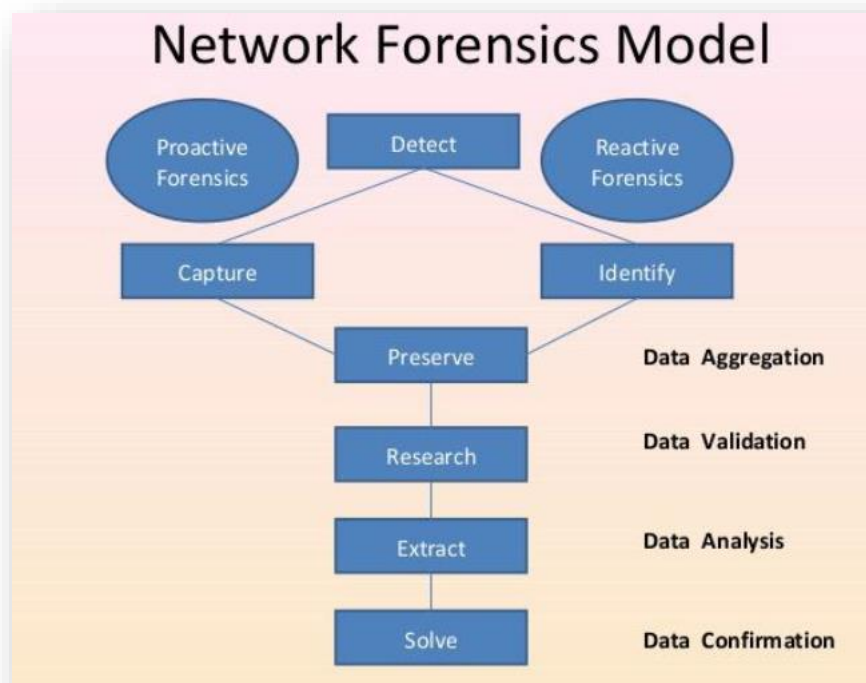 Network Forensics Model
Proactive
Forensics
Detect
Reactive
Forensics
Capture
Identify
Preserve
Data Aggregation
Research
Data Validation
Extract
Data Analysis
Solve
Data Confirmation